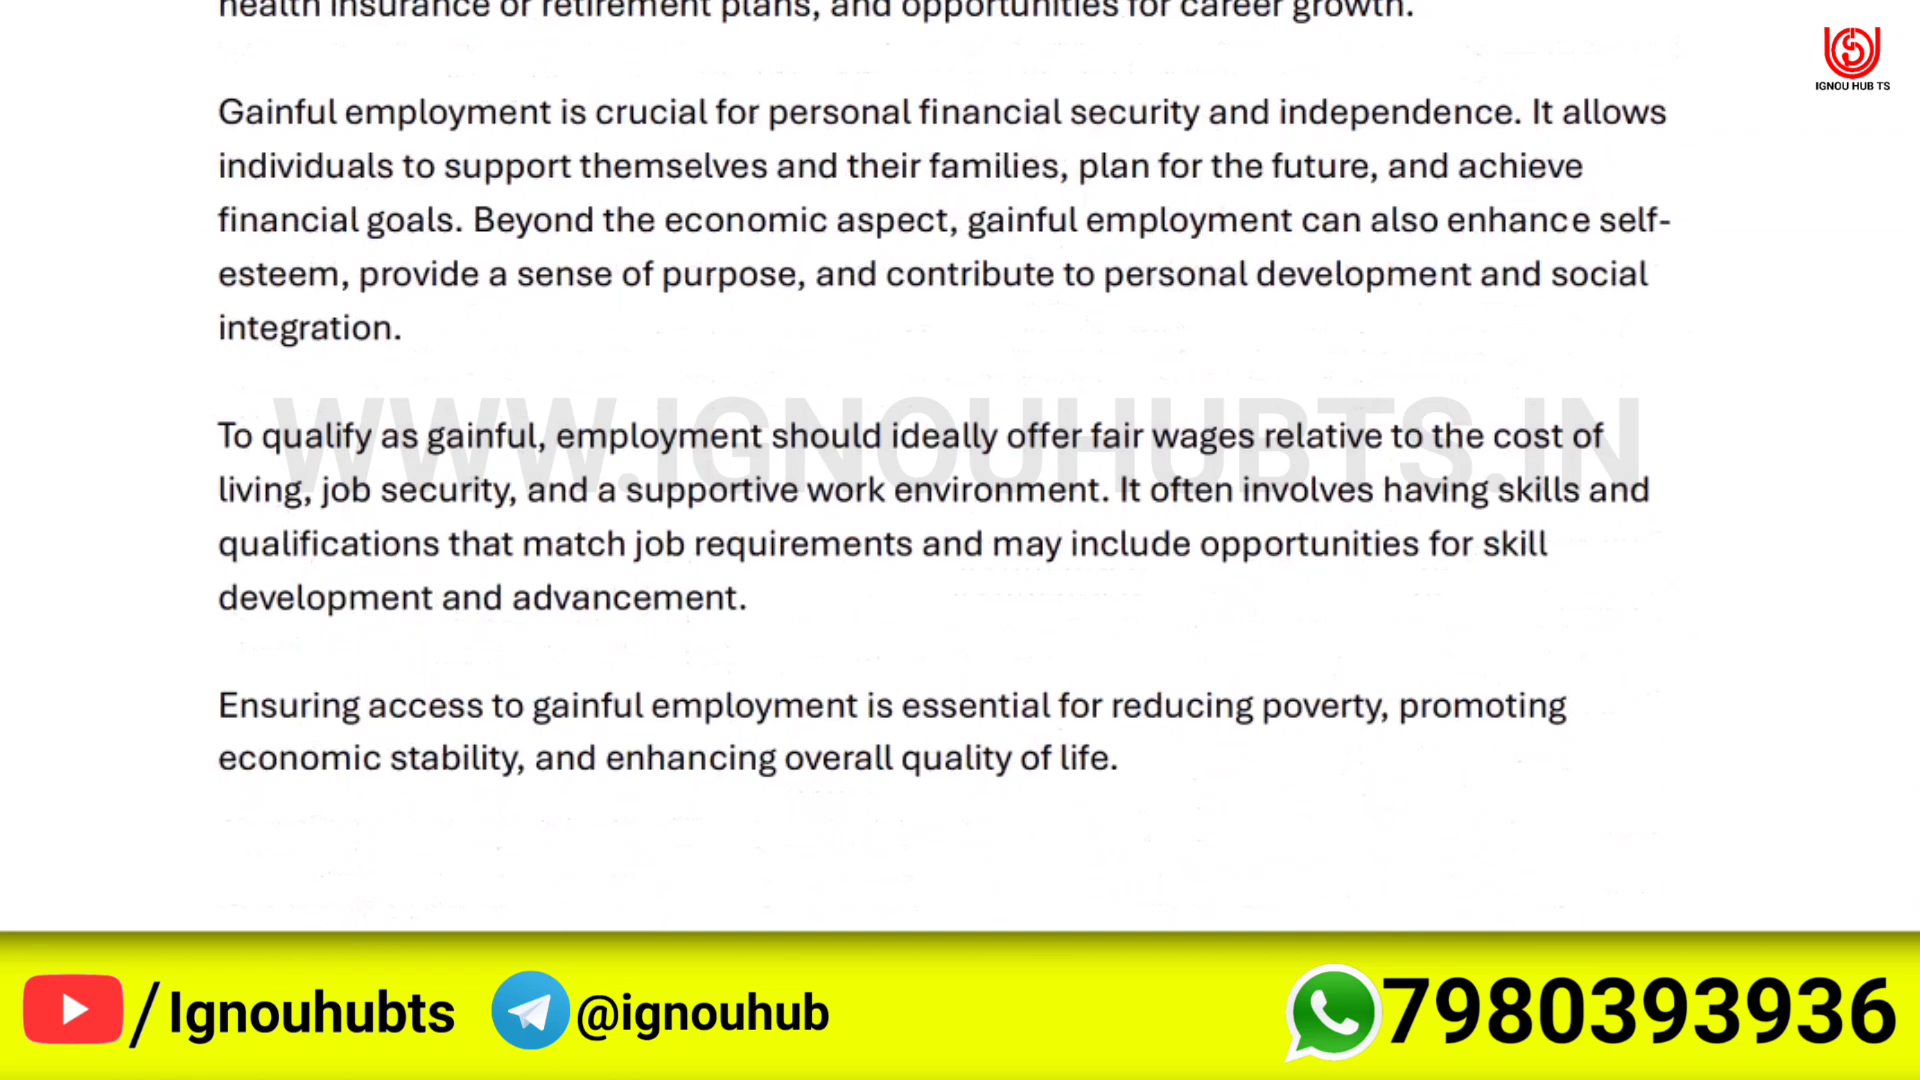 health insurance or retirement plans, and opportunities for career growth.
IGNOU HUB TS
Gainful employment is crucial for personal financial security and independence. It allows
individuals to support themselves and their families, plan for the future, and achieve
financial goals. Beyond the economic aspect, gainful employment can also enhance self-
esteem, provide a sense of purpose, and contribute to personal development and social
integration.
WWW.IGNOUHUBTS.IN
To qualify as gainful, employment should ideally offer fair wages relative to the cost of
living, job security, and a supportive work environment. It often involves having skills and
qualifications that match job requirements and may include opportunities for skill
development and advancement.
Ensuring access to gainful employment is essential for reducing poverty, promoting
economic stability, and enhancing overall quality of life.
/Ignouhubts @ignouhub 7980393936